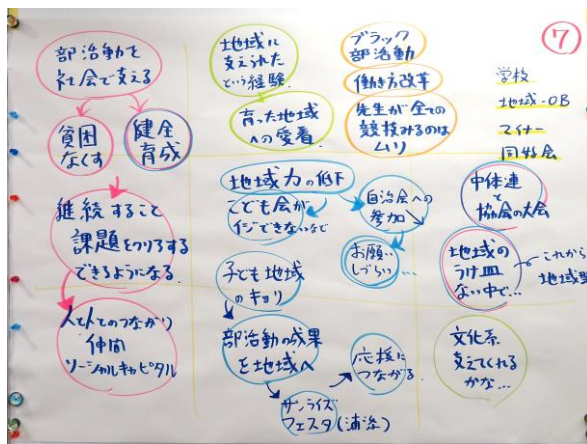 ⑦
部活動を
社会で支える
貧困
なくす
健全
育成
継続すること
課題をクリアする
できるようになる
人と人とのつながり
仲間
ソーシャルキャピタル
地域に
支えられた
という経験
育った地域
への愛着
地域力の低下
こども会が
イジできないなど
自治会への
参加↘
お願い
しづらい…
子ども地域
のキョリ
部活動の成果
を地域へ
サンライズ
フェスタ(浦添)
応援に
つながる
ブラック
部活動
働き方改革
先生が全ての
競技みるのは
ムリ
学校
地域・OB
マイナー
同好会
中体連
と
協会の大会
地域の
うけ皿
ない中で…
これから
地域
文化系
支えてくれる
かな…